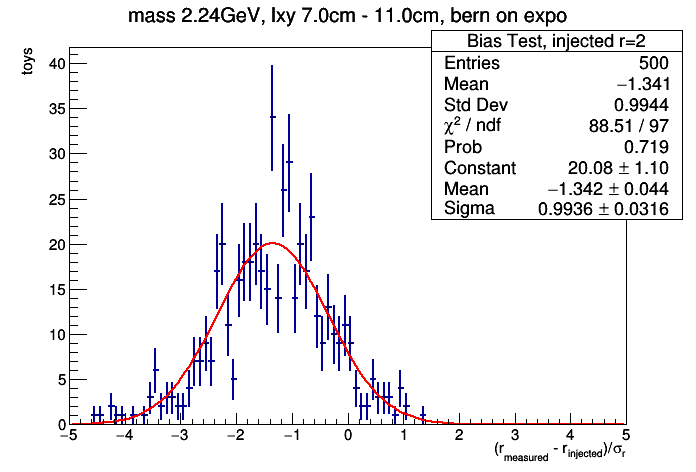 mass 2.24GeV, lxy 7.0cm - 11.0cm, bern on expo
Bias Test, injected r=2
Entries 500
Mean −1.341
Std Dev 0.9944
χ² / ndf 88.51 / 97
Prob 0.719
Constant 20.08 ± 1.10
Mean −1.342 ± 0.044
Sigma 0.9936 ± 0.0316
toys
40
35
30
25
20
15
10
5
0
−5 −4 −3 −2 −1 0 1 2 3 4 5
(r_measured - r_injected)/σ_r